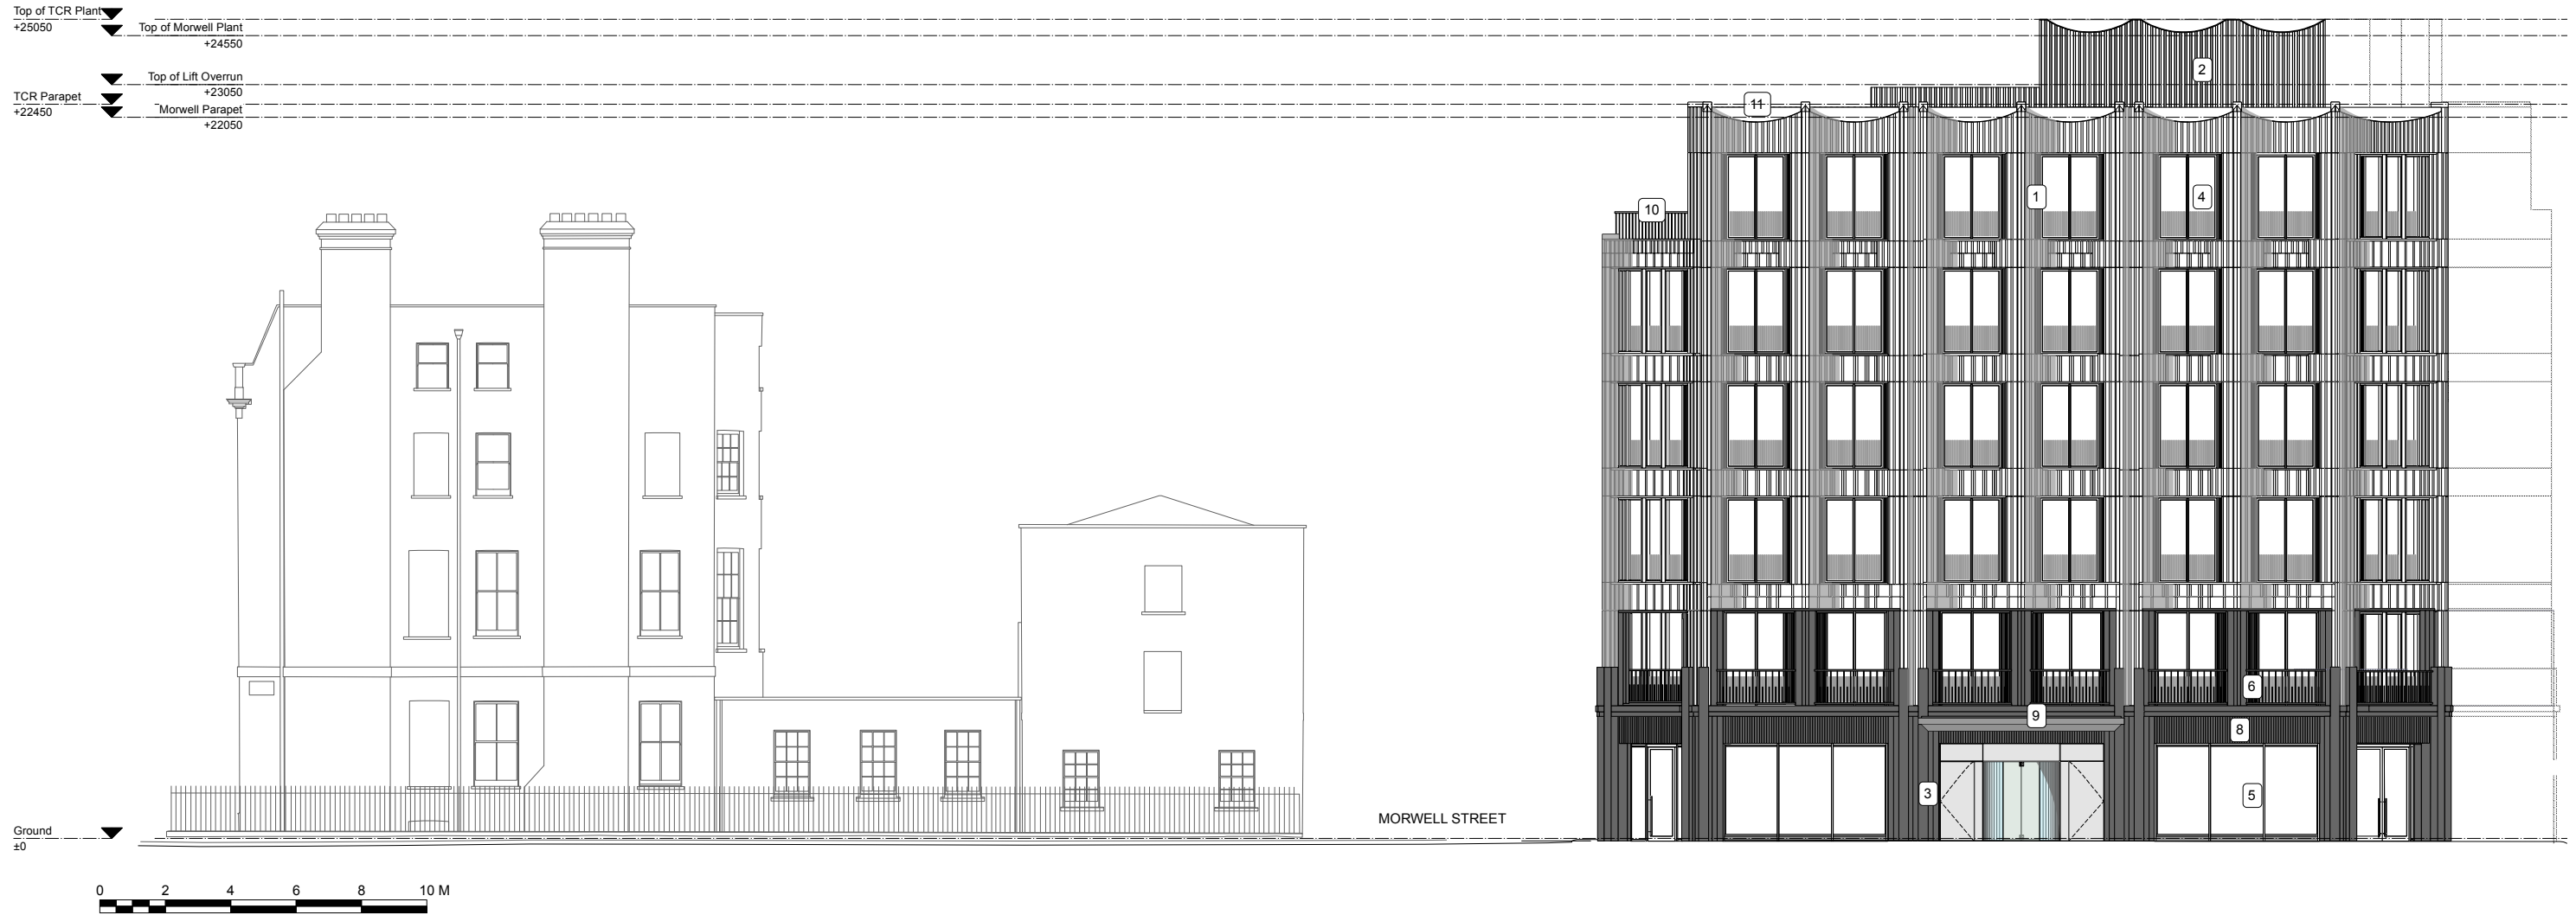 Top of TCR Plant
+25050
Top of Morwell Plant
+24550
Top of Lift Overrun
+23050
TCR Parapet
+22450
Morwell Parapet
+22050
2
11
1
4
10
6
9
8
3
5
MORWELL STREET
Ground
±0
0 2 4 6 8 10 M